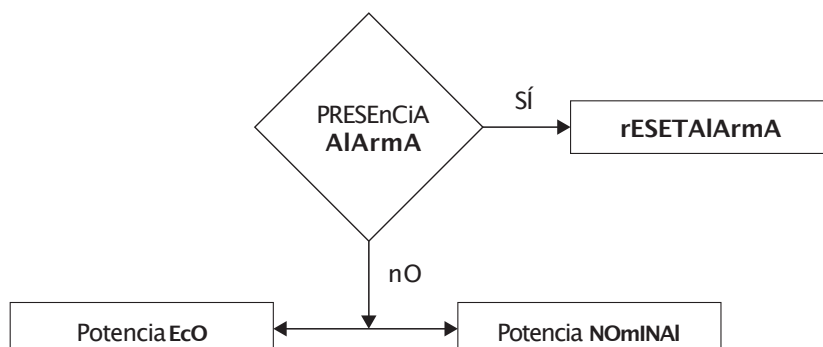 PRESEnCiA
AlArmA
SÍ
rESETAlArmA
nO
Potencia EcO
Potencia NOmINAl